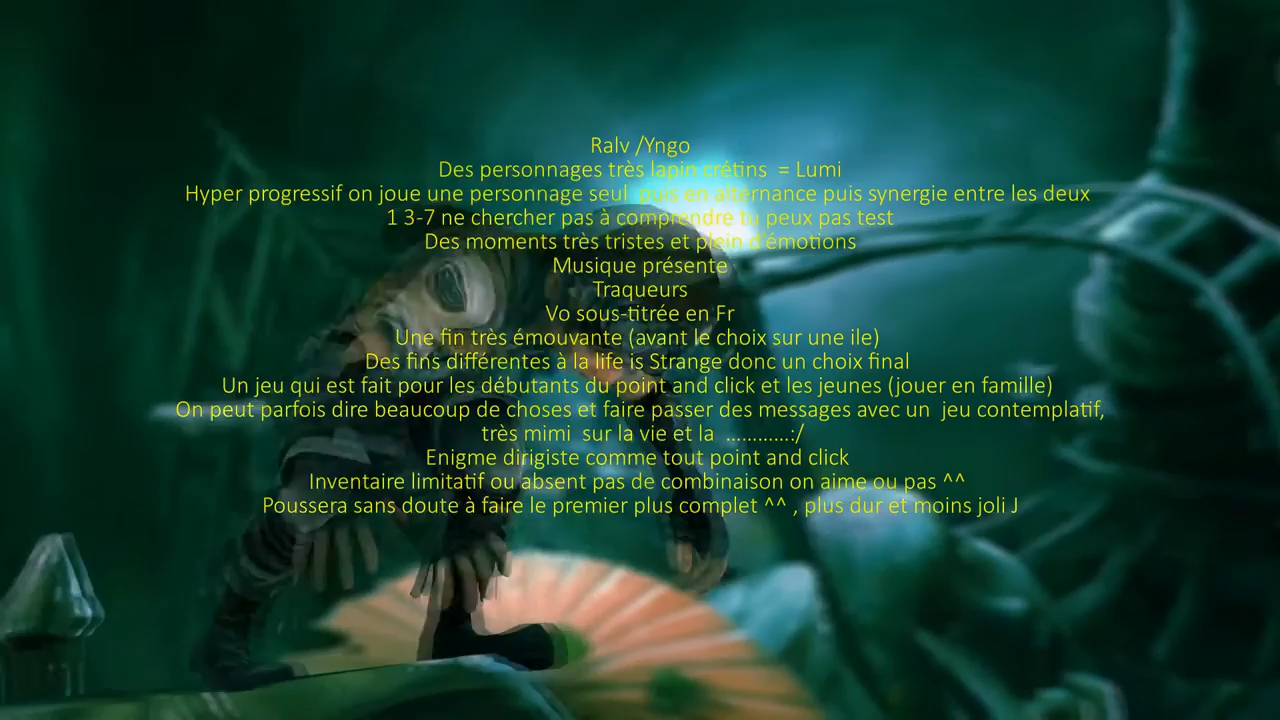 Ralv /Yngo
Des personnages très lapin crétins = Lumi
Hyper progressif on joue une personnage seul puis en alternance puis synergie entre les deux
1 3-7 ne chercher pas à comprendre tu peux pas test
Des moments très tristes et plein d'émotions
Musique présente
Traqueurs
Vo sous-titrée en Fr
Une fin très émouvante (avant le choix sur une ile)
Des fins différentes à la life is Strange donc un choix final
Un jeu qui est fait pour les débutants du point and click et les jeunes (jouer en famille)
On peut parfois dire beaucoup de choses et faire passer des messages avec un jeu contemplatif,
très mimi sur la vie et la …………:/
Enigme dirigiste comme tout point and click
Inventaire limitatif ou absent pas de combinaison on aime ou pas ^^
Poussera sans doute à faire le premier plus complet ^^ , plus dur et moins joli J